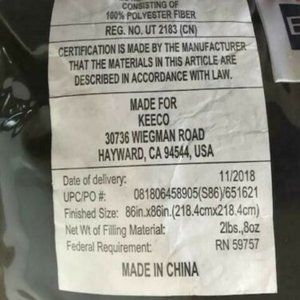 CONSISTING OF
100% POLYESTER FIBER
REG. NO. UT 2183 (CN)
CERTIFICATION IS MADE BY THE MANUFACTURER
THAT THE MATERIALS IN THIS ARTICLE ARE
DESCRIBED IN ACCORDANCE WITH LAW.
MADE FOR
KEECO
30736 WIEGMAN ROAD
HAYWARD, CA 94544, USA
Date of delivery: 11/2018
UPC/PO #: 081806458905(S86)/651621
Finished Size: 86in.x86in.(218.4cmx218.4cm)
Net Wt of Filling Material: 2lbs.,8oz
Federal Requirement: RN 59757
MADE IN CHINA